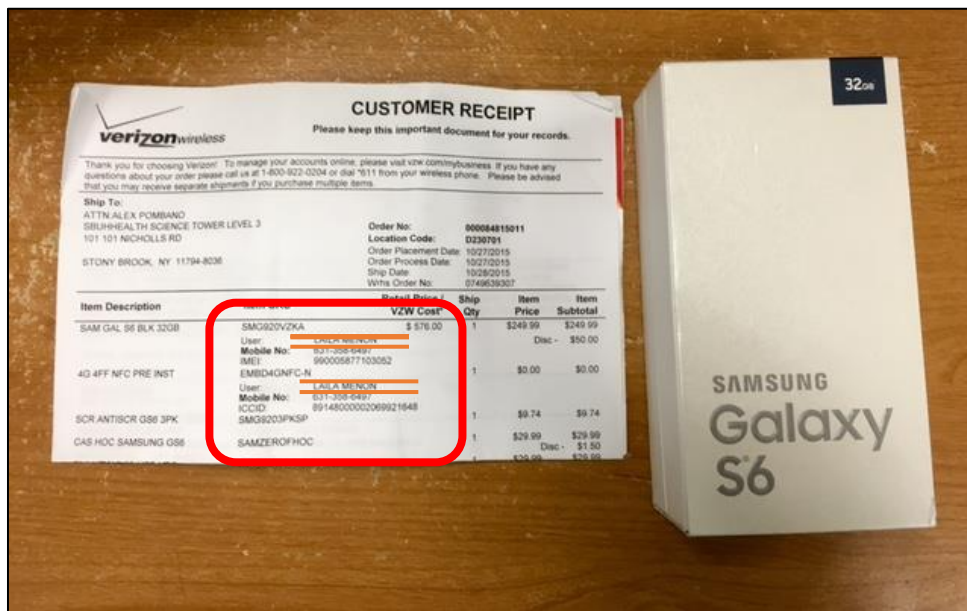 verizonwireless
CUSTOMER RECEIPT
Please keep this important document for your records.
Thank you for choosing Verizon! To manage your accounts online, please visit vzw.com/mybusiness. If you have any
questions about your order please call us at 1-800-922-0204 or dial *611 from your wireless phone. Please be advised
that you may receive separate shipments if you purchase multiple items.
Ship To:
ATTN:ALEX POMBANO
SBUHHEALTH SCIENCE TOWER LEVEL 3
101 101 NICHOLLS RD
STONY BROOK, NY 11794-8036
Order No: 000084815011
Location Code: D230701
Order Placement Date: 10/27/2015
Order Process Date: 10/27/2015
Ship Date: 10/28/2015
Whs Order No: 0749639307
Item Description Retail Price / Ship Item Item
VZW Cost* Qty Price Subtotal
SAM GAL S6 BLK 32GB SMG920VZKA $ 576.00 1 $249.99 $249.99
User: LAILA MENON Disc - $50.00
Mobile No: 631-358-6497
IMEI: 990005877103052
4G 4FF NFC PRE INST EMBD4GNFC-N 1 $0.00 $0.00
User: LAILA MENON
Mobile No: 631-358-6497
ICCID: 89148000002069921648
SCR ANTISCR GS6 3PK SMG9203PKSP 1 $9.74 $9.74
CAS HOC SAMSUNG GS6 SAMZEROFHOC 1 $29.99 $29.99
Disc - $1.50
1 $29.99 $29.99
32GB
SAMSUNG
Galaxy
S6